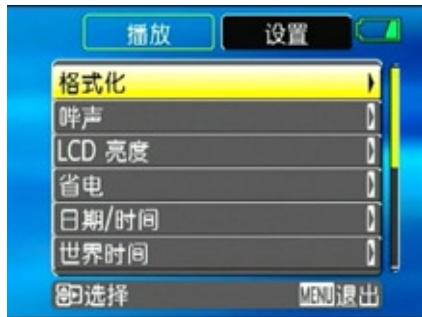 播放 设置
格式化
哔声
LCD 亮度
省电
日期/时间
世界时间
选择 MENU退出